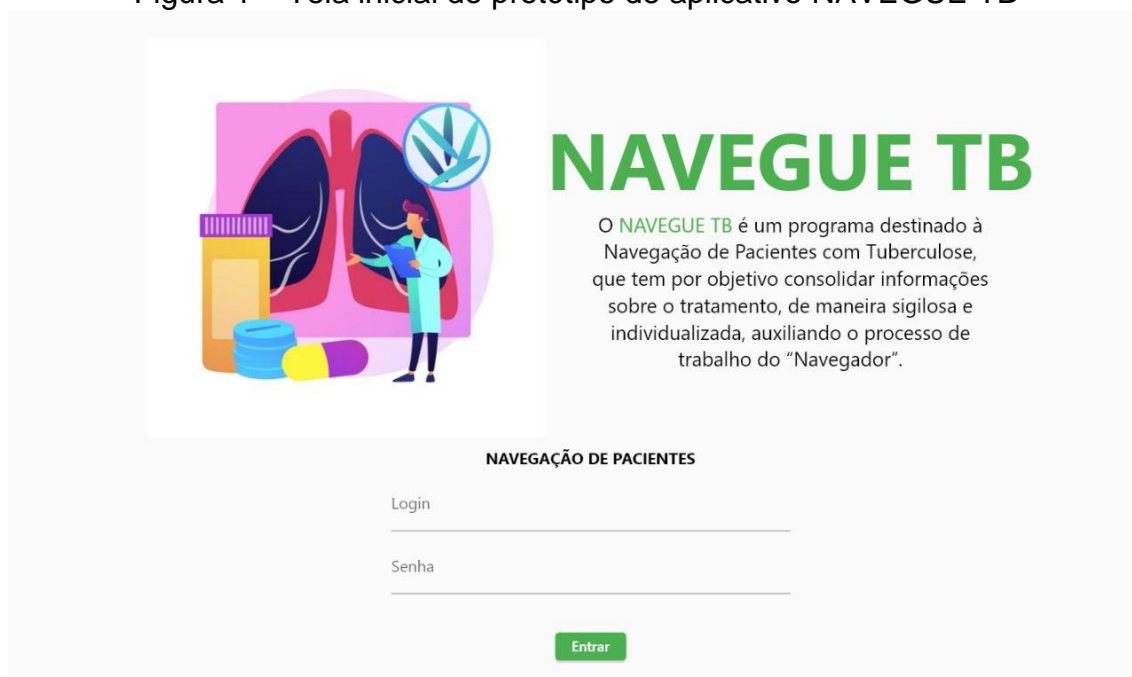 Figura 1 – Tela inicial do protótipo do aplicativo NAVEGUE TB
NAVEGUE TB
O NAVEGUE TB é um programa destinado à
Navegação de Pacientes com Tuberculose,
que tem por objetivo consolidar informações
sobre o tratamento, de maneira sigilosa e
individualizada, auxiliando o processo de
trabalho do “Navegador”.
NAVEGAÇÃO DE PACIENTES
Login
Senha
Entrar